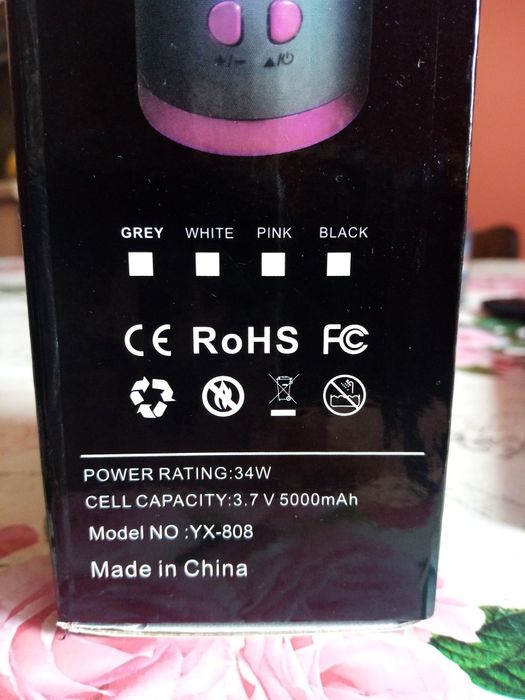 +/− ▲/⏻
GREY WHITE PINK BLACK
CE RoHS FC
POWER RATING:34W
CELL CAPACITY:3.7 V 5000mAh
Model NO :YX-808
Made in China